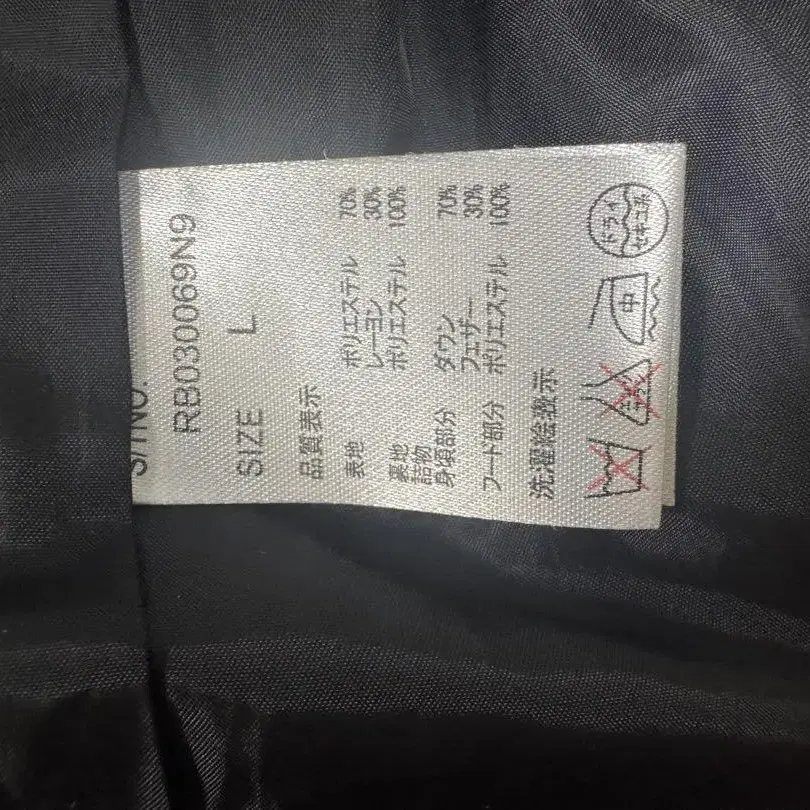 S/T NO.
RB030069N9
SIZE L
品質表示
表地 ポリエステル 70%
レーヨン 30%
裏地 ポリエステル 100%
詰物
身頃部分 ダウン 70%
フェザー 30%
フード部分 ポリエステル 100%
洗濯絵表示
中 ドライ
セキユ系